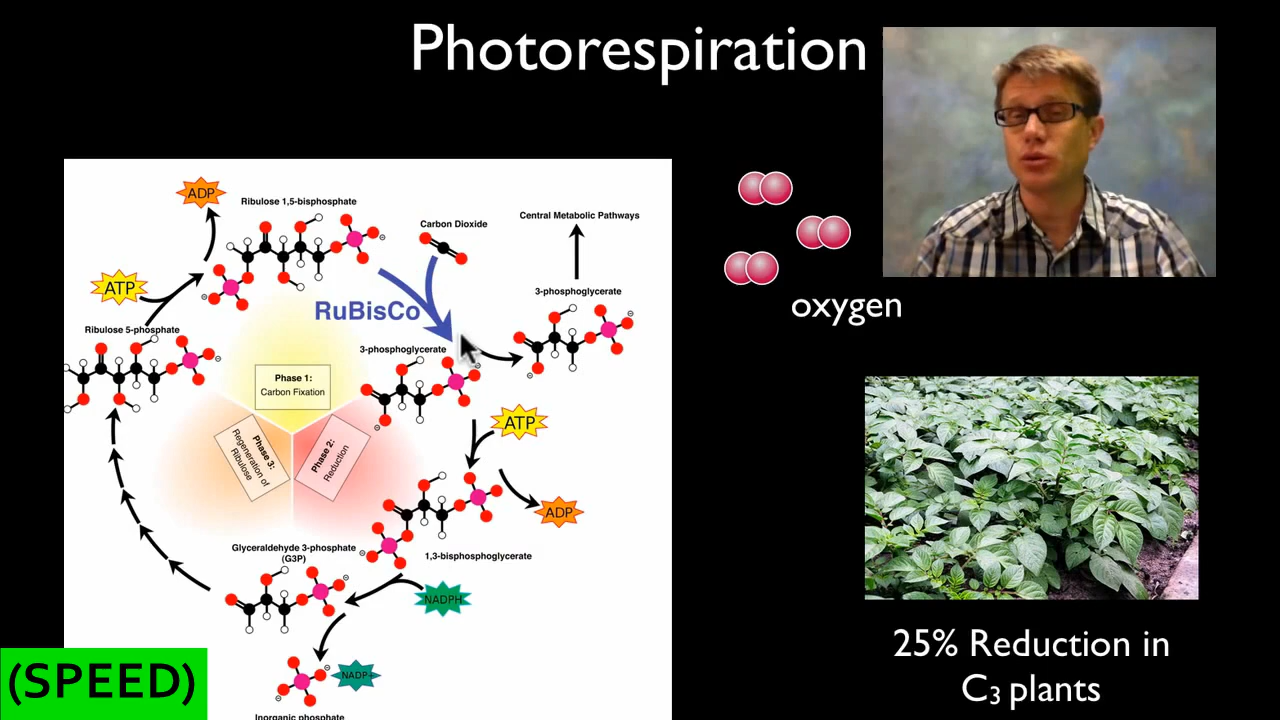 Photorespiration
ADP
Ribulose 1,5-bisphosphate
Carbon Dioxide
Central Metabolic Pathways
ATP
RuBisCo
3-phosphoglycerate
Ribulose 5-phosphate
3-phosphoglycerate
Phase 1:
Carbon Fixation
Phase 3:
Regeneration of
Ribulose
Phase 2:
Reduction
ATP
ADP
1,3-bisphosphoglycerate
Glyceraldehyde 3-phosphate
(G3P)
NADPH
NADP+
Inorganic phosphate
oxygen
25% Reduction in
C₃ plants
(SPEED)